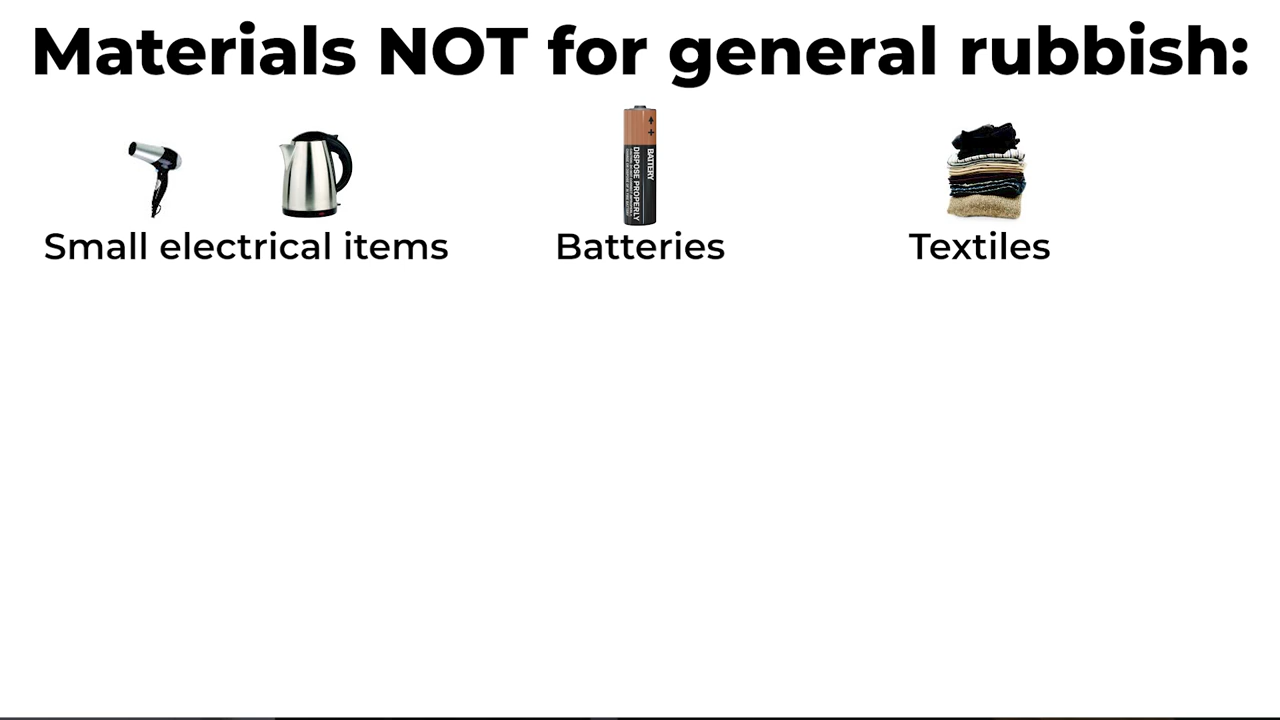 Materials NOT for general rubbish:
BATTERY
DISPOSE PROPERLY
Small electrical items
Batteries
Textiles